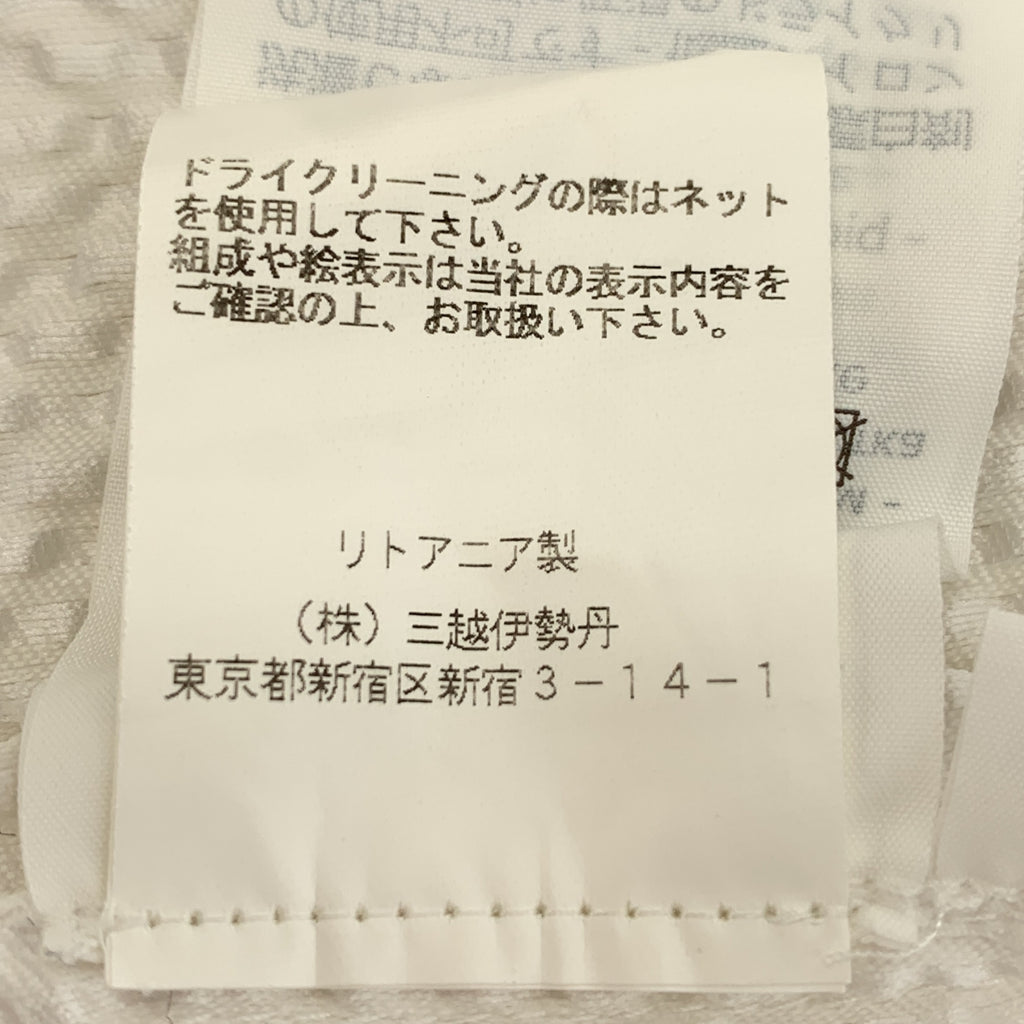 ドライクリーニングの際はネット
を使用して下さい。
組成や絵表示は当社の表示内容を
ご確認の上、お取扱い下さい。
リトアニア製
（株）三越伊勢丹
東京都新宿区新宿３－１４－１